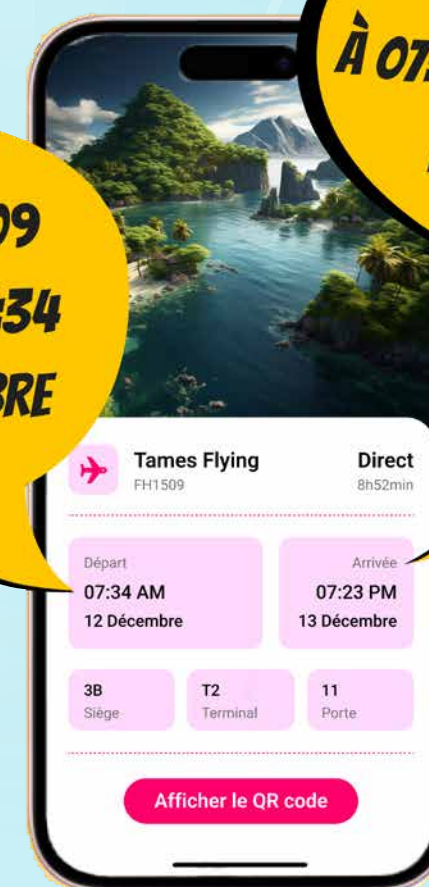 À 07
09
:34
BRE
Tames Flying
Direct
FH1509
8h52min
Départ
Arrivée
07:34 AM
07:23 PM
12 Décembre
13 Décembre
3B
T2
11
Siège
Terminal
Porte
Afficher le QR code